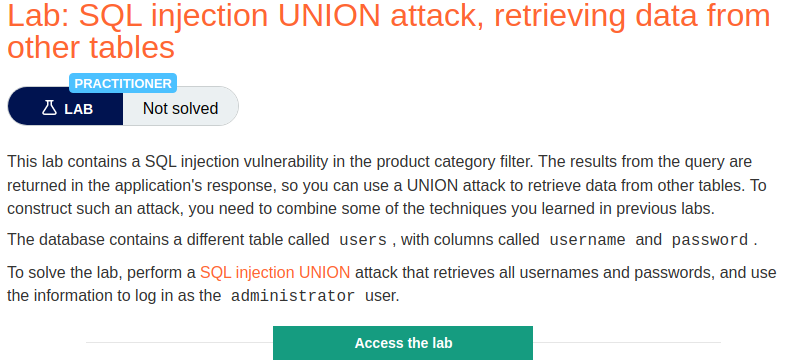 Lab: SQL injection UNION attack, retrieving data from
other tables
PRACTITIONER
LAB Not solved
This lab contains a SQL injection vulnerability in the product category filter. The results from the query are
returned in the application's response, so you can use a UNION attack to retrieve data from other tables. To
construct such an attack, you need to combine some of the techniques you learned in previous labs.
The database contains a different table called users , with columns called username and password .
To solve the lab, perform a SQL injection UNION attack that retrieves all usernames and passwords, and use
the information to log in as the administrator user.
Access the lab